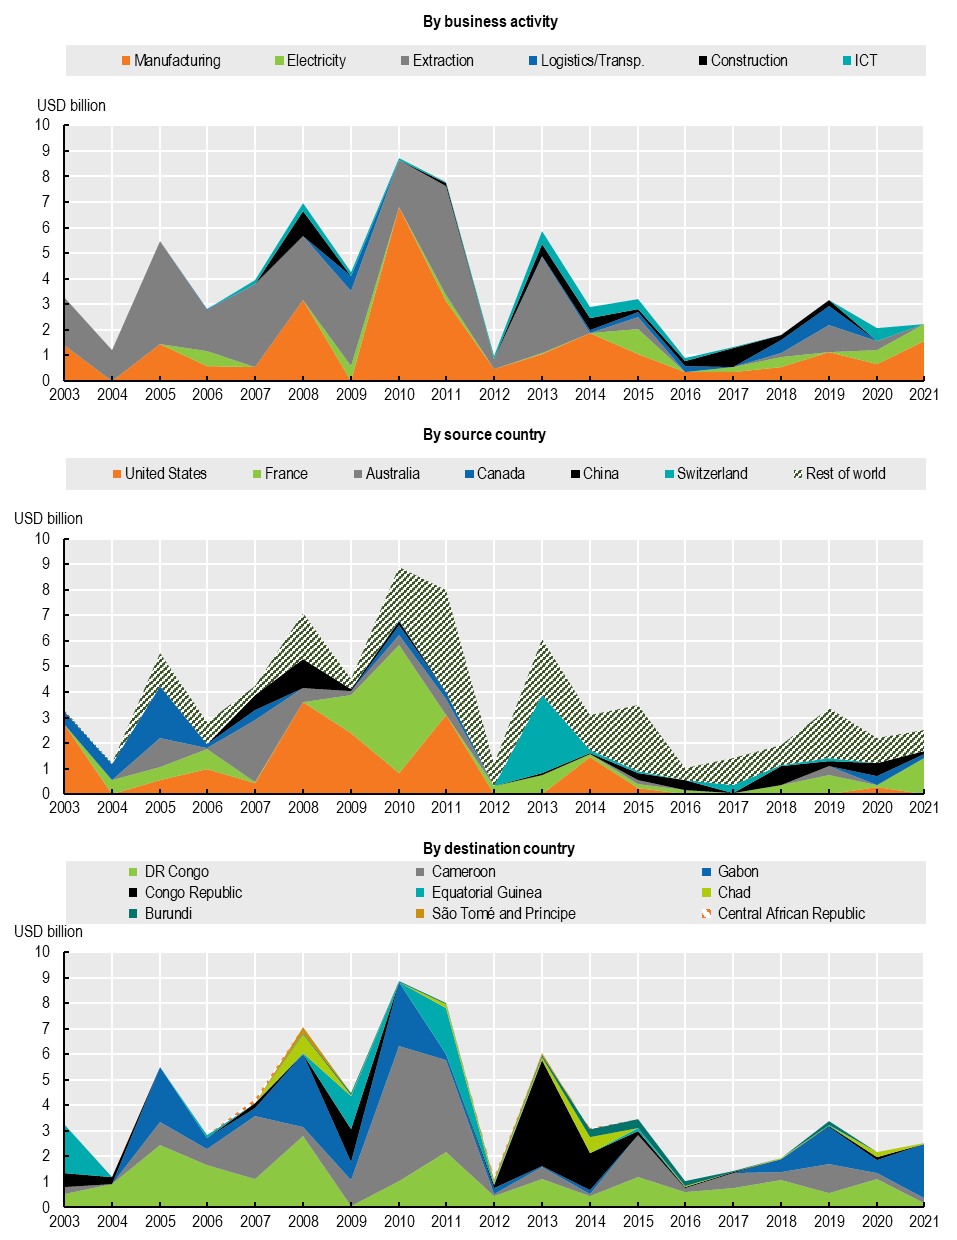 By business activity
Manufacturing Electricity Extraction Logistics/Transp. Construction ICT
USD billion
10
9
8
7
6
5
4
3
2
1
0
2003 2004 2005 2006 2007 2008 2009 2010 2011 2012 2013 2014 2015 2016 2017 2018 2019 2020 2021
By source country
United States France Australia Canada China Switzerland Rest of world
USD billion
10
9
8
7
6
5
4
3
2
1
0
2003 2004 2005 2006 2007 2008 2009 2010 2011 2012 2013 2014 2015 2016 2017 2018 2019 2020 2021
By destination country
DR Congo Cameroon Gabon
Congo Republic Equatorial Guinea Chad
Burundi São Tomé and Principe Central African Republic
USD billion
10
9
8
7
6
5
4
3
2
1
0
2003 2004 2005 2006 2007 2008 2009 2010 2011 2012 2013 2014 2015 2016 2017 2018 2019 2020 2021